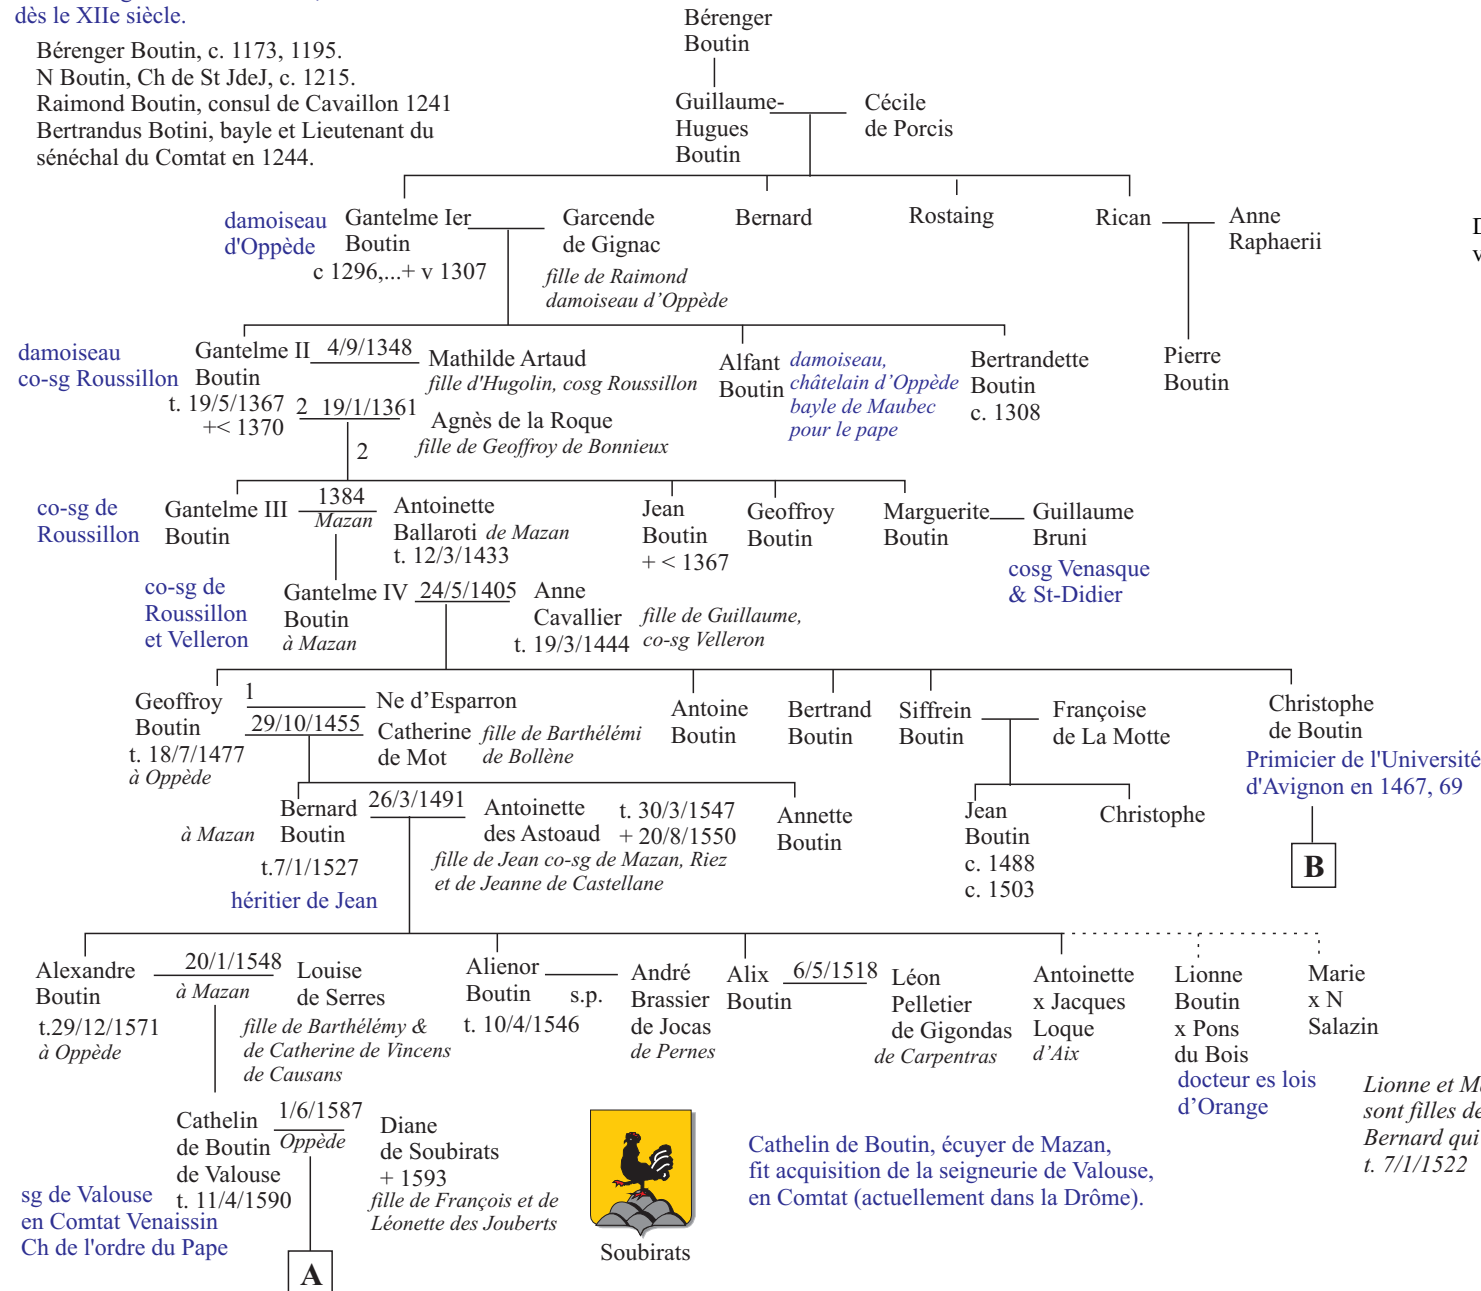 dès le XIIe siècle.
Bérenger Boutin, c. 1173, 1195.
N Boutin, Ch de St JdeJ, c. 1215.
Raimond Boutin, consul de Cavaillon 1241
Bertrandus Botini, bayle et Lieutenant du
sénéchal du Comtat en 1244.
Bérenger
Boutin
Guillaume-
Hugues
Boutin
Cécile
de Porcis
damoiseau
d'Oppède
Gantelme Ier
Boutin
c 1296,...+ v 1307
Garcende
de Gignac
fille de Raimond
damoiseau d’Oppède
Bernard
Rostaing
Rican
Anne
Raphaerii
damoiseau
co-sg Roussillon
Gantelme II
Boutin
t. 19/5/1367
+< 1370
4/9/1348
Mathilde Artaud
fille d'Hugolin, cosg Roussillon
2 19/1/1361
Agnès de la Roque
fille de Geoffroy de Bonnieux
2
Alfant
Boutin
damoiseau,
châtelain d’Oppède
bayle de Maubec
pour le pape
Bertrandette
Boutin
c. 1308
Pierre
Boutin
co-sg de
Roussillon
Gantelme III
Boutin
1384
Mazan
Antoinette
Ballaroti de Mazan
t. 12/3/1433
Jean
Boutin
+ < 1367
Geoffroy
Boutin
Marguerite
Boutin
Guillaume
Bruni
cosg Venasque
& St-Didier
co-sg de
Roussillon
et Velleron
Gantelme IV
Boutin
à Mazan
24/5/1405
Anne
Cavallier
t. 19/3/1444
fille de Guillaume,
co-sg Velleron
Geoffroy
Boutin
t. 18/7/1477
à Oppède
1
Ne d’Esparron
29/10/1455
Catherine
de Mot
fille de Barthélémi
de Bollène
Antoine
Boutin
Bertrand
Boutin
Siffrein
Boutin
Françoise
de La Motte
Christophe
de Boutin
Primicier de l'Université
d'Avignon en 1467, 69
B
à Mazan
Bernard
Boutin
t.7/1/1527
héritier de Jean
26/3/1491
Antoinette
des Astoaud
t. 30/3/1547
+ 20/8/1550
fille de Jean co-sg de Mazan, Riez
et de Jeanne de Castellane
Annette
Boutin
Jean
Boutin
c. 1488
c. 1503
Christophe
Alexandre
Boutin
t.29/12/1571
à Oppède
20/1/1548
à Mazan
Louise
de Serres
fille de Barthélémy &
de Catherine de Vincens
de Causans
Alienor
Boutin
t. 10/4/1546
s.p.
André
Brassier
de Jocas
de Pernes
Alix
Boutin
6/5/1518
Léon
Pelletier
de Gigondas
de Carpentras
Antoinette
x Jacques
Loque
d’Aix
Lionne
Boutin
x Pons
du Bois
docteur es lois
d’Orange
Marie
x N
Salazin
Lionne et
sont filles
Bernard qui
t. 7/1/1522
Cathelin
de Boutin
de Valouse
t. 11/4/1590
sg de Valouse
en Comtat Venaissin
Ch de l'ordre du Pape
1/6/1587
Oppède
Diane
de Soubirats
+ 1593
fille de François et de
Léonette des Jouberts
Soubirats
Cathelin de Boutin, écuyer de Mazan,
fit acquisition de la seigneurie de Valouse,
en Comtat (actuellement dans la Drôme).
A